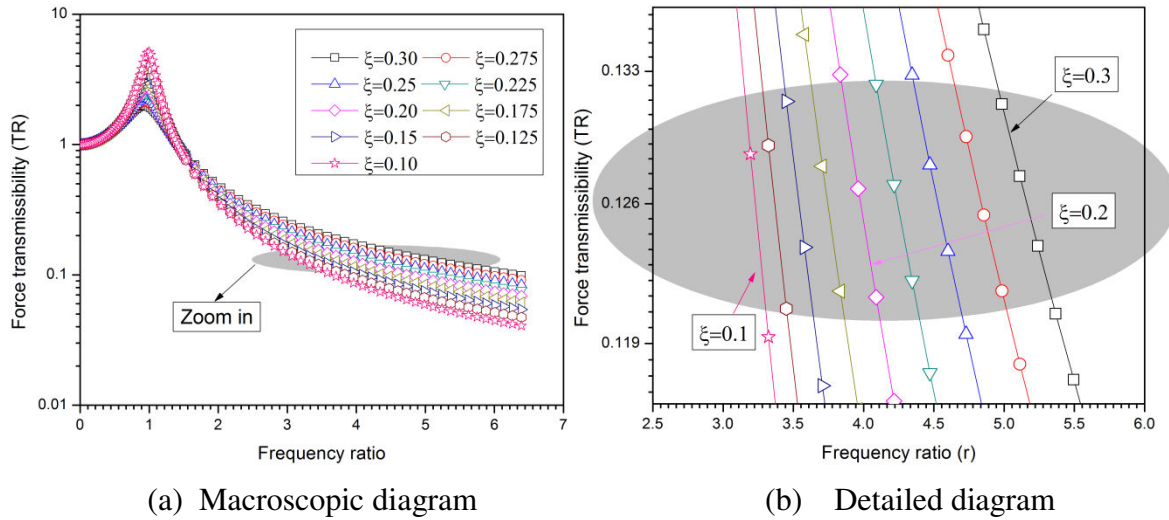 Force transmissibility (TR)
10
1
0.1
0.01
ξ=0.30
ξ=0.275
ξ=0.25
ξ=0.225
ξ=0.20
ξ=0.175
ξ=0.15
ξ=0.125
ξ=0.10
Zoom in
0 1 2 3 4 5 6 7
Frequency ratio
(a) Macroscopic diagram
Force transmissibility (TR)
0.133
0.126
0.119
ξ=0.3
ξ=0.2
ξ=0.1
2.5 3.0 3.5 4.0 4.5 5.0 5.5 6.0
Frequency ratio (r)
(b) Detailed diagram